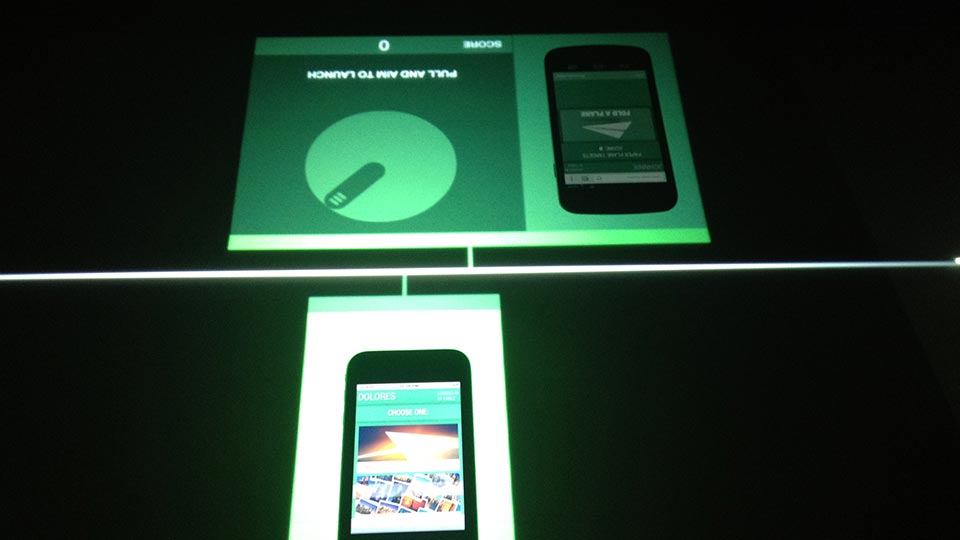 SCORE 0
PULL AND AIM TO LAUNCH
PAPER PLANE TARGETS
SCORE: 0
FOLD A PLANE
DOLORES
CHOOSE ONE: